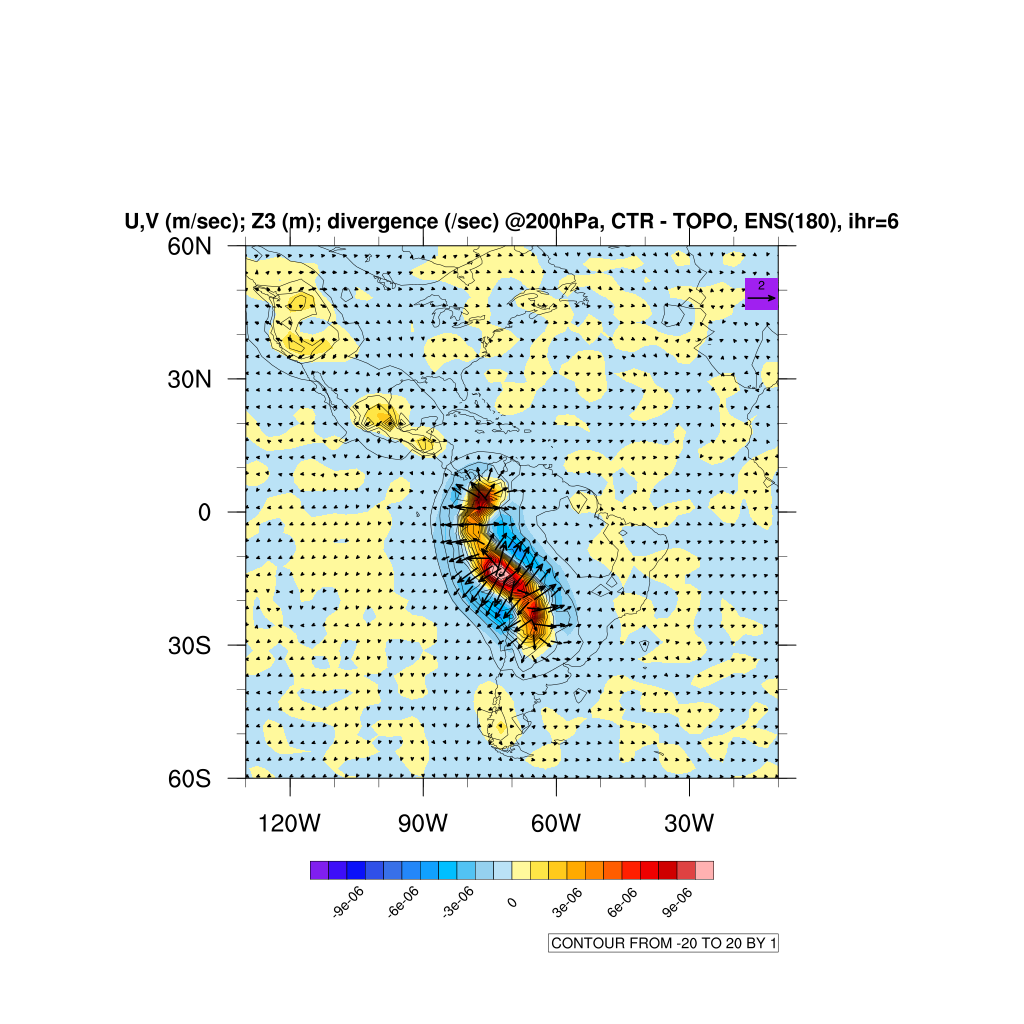 U,V (m/sec); Z3 (m); divergence (/sec) @200hPa, CTR - TOPO, ENS(180), ihr=6
60N
2
30N
0
30S
60S
120W 90W 60W 30W
-9e-06 -6e-06 -3e-06 0 3e-06 6e-06 9e-06
CONTOUR FROM -20 TO 20 BY 1